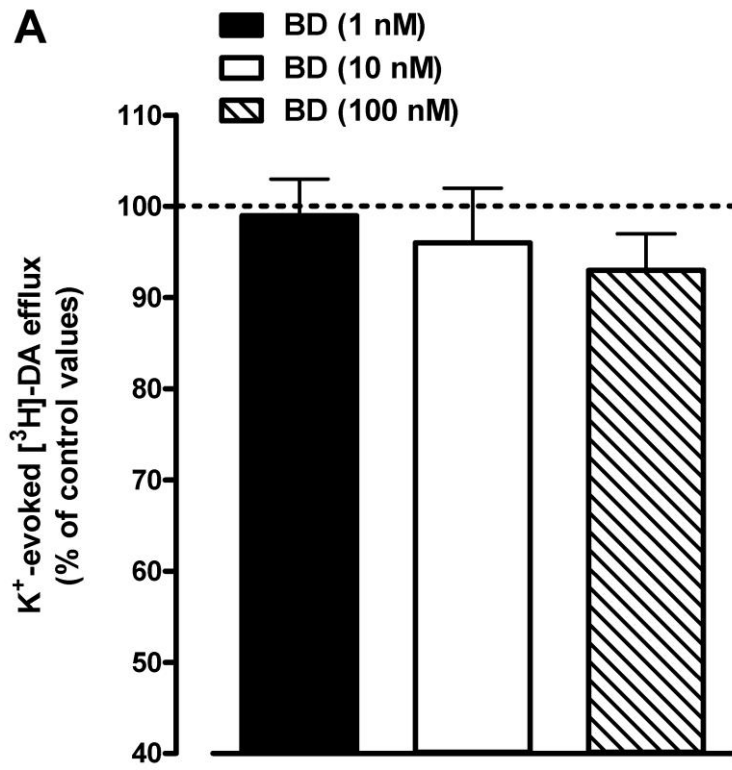 A
BD (1 nM)
BD (10 nM)
BD (100 nM)
K⁺-evoked [³H]-DA efflux
(% of control values)
110
100
90
80
70
60
50
40